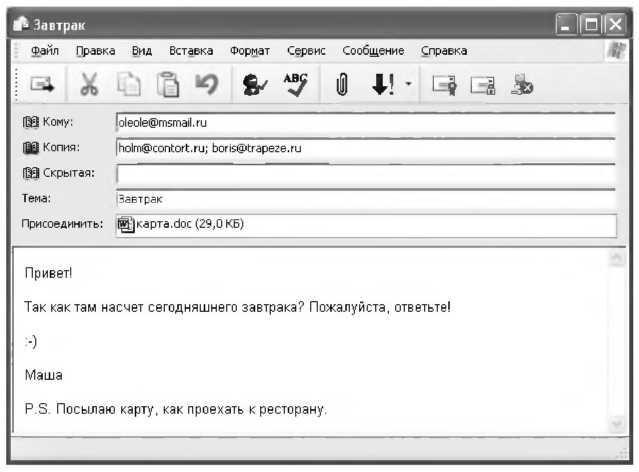 Завтрак
Файл Правка Вид Вставка Формат Сервис Сообщение Справка
ABC
Кому: oleole@msmail.ru
Копия: holm@contort.ru; boris@trapeze.ru
Скрытая:
Тема: Завтрак
Присоединить: карта.doc (29,0 КБ)
Привет!
Так как там насчет сегодняшнего завтрака? Пожалуйста, ответьте!
:-)
Маша
P.S. Посылаю карту, как проехать к ресторану.